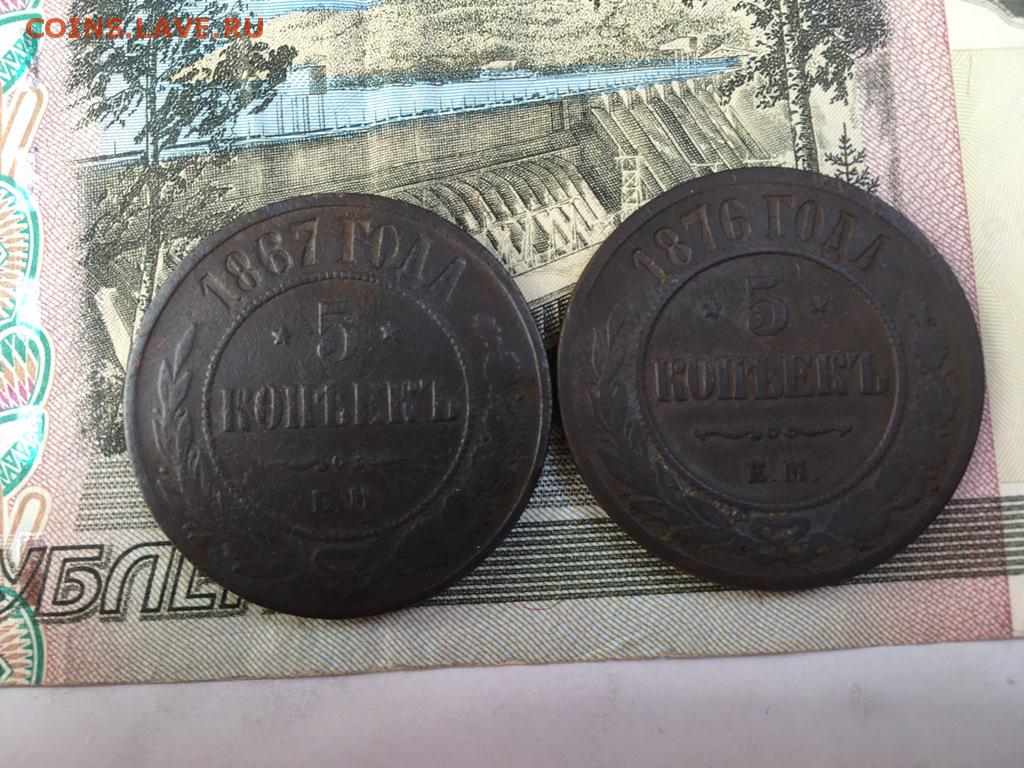 COINS.LAVE.RU
1867 ГОДА
5
КОПѢЕКЪ
1876 ГОДА
5
КОПѢЕКЪ
Е.М.